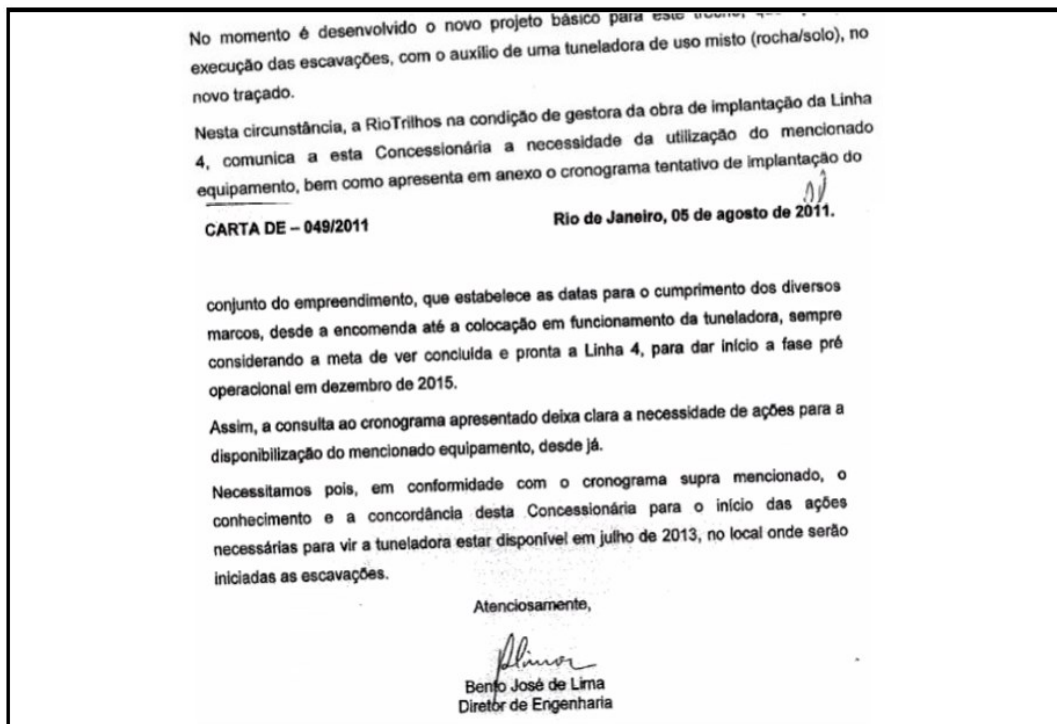 No momento é desenvolvido o novo projeto básico para este
execução das escavações, com o auxílio de uma tuneladora de uso misto (rocha/solo), no
novo traçado.
Nesta circunstância, a RioTrilhos na condição de gestora da obra de implantação da Linha
4, comunica a esta Concessionária a necessidade da utilização do mencionado
equipamento, bem como apresenta em anexo o cronograma tentativo de implantação do
CARTA DE – 049/2011 Rio de Janeiro, 05 de agosto de 2011.
conjunto do empreendimento, que estabelece as datas para o cumprimento dos diversos
marcos, desde a encomenda até a colocação em funcionamento da tuneladora, sempre
considerando a meta de ver concluída e pronta a Linha 4, para dar início a fase pré
operacional em dezembro de 2015.
Assim, a consulta ao cronograma apresentado deixa clara a necessidade de ações para a
disponibilização do mencionado equipamento, desde já.
Necessitamos pois, em conformidade com o cronograma supra mencionado, o
conhecimento e a concordância desta Concessionária para o início das ações
necessárias para vir a tuneladora estar disponível em julho de 2013, no local onde serão
iniciadas as escavações.
Atenciosamente,
Bento José de Lima
Diretor de Engenharia